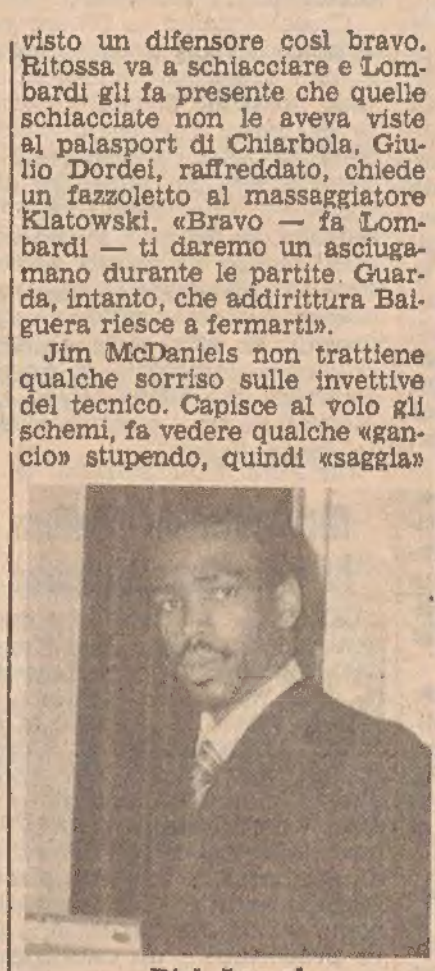 visto un difensore così bravo.
Ritossa va a schiacciare e Lom-
bardi gli fa presente che quelle
schiacciate non le aveva viste
al palasport di Chiarbola. Giu-
lio Dordei, raffreddato, chiede
un fazzoletto al massaggiatore
Klatowski. «Bravo — fa Lom-
bardi — ti daremo un asciuga-
mano durante le partite. Guar-
da, intanto, che addirittura Bai-
guera riesce a fermarti».
Jim McDaniels non trattiene
qualche sorriso sulle invettive
del tecnico. Capisce al volo gli
schemi, fa vedere qualche «gan-
cio» stupendo, quindi «saggia»